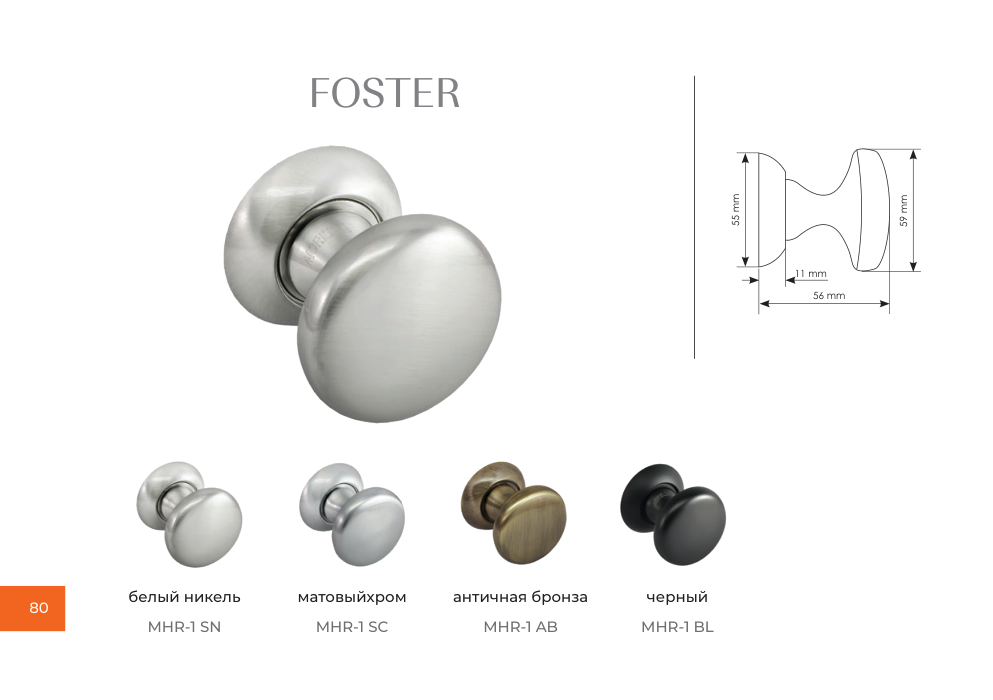 FOSTER
55 mm
59 mm
11 mm
56 mm
белый никель
матовыйхром
античная бронза
черный
80
MHR-1 SN
MHR-1 SC
MHR-1 AB
MHR-1 BL